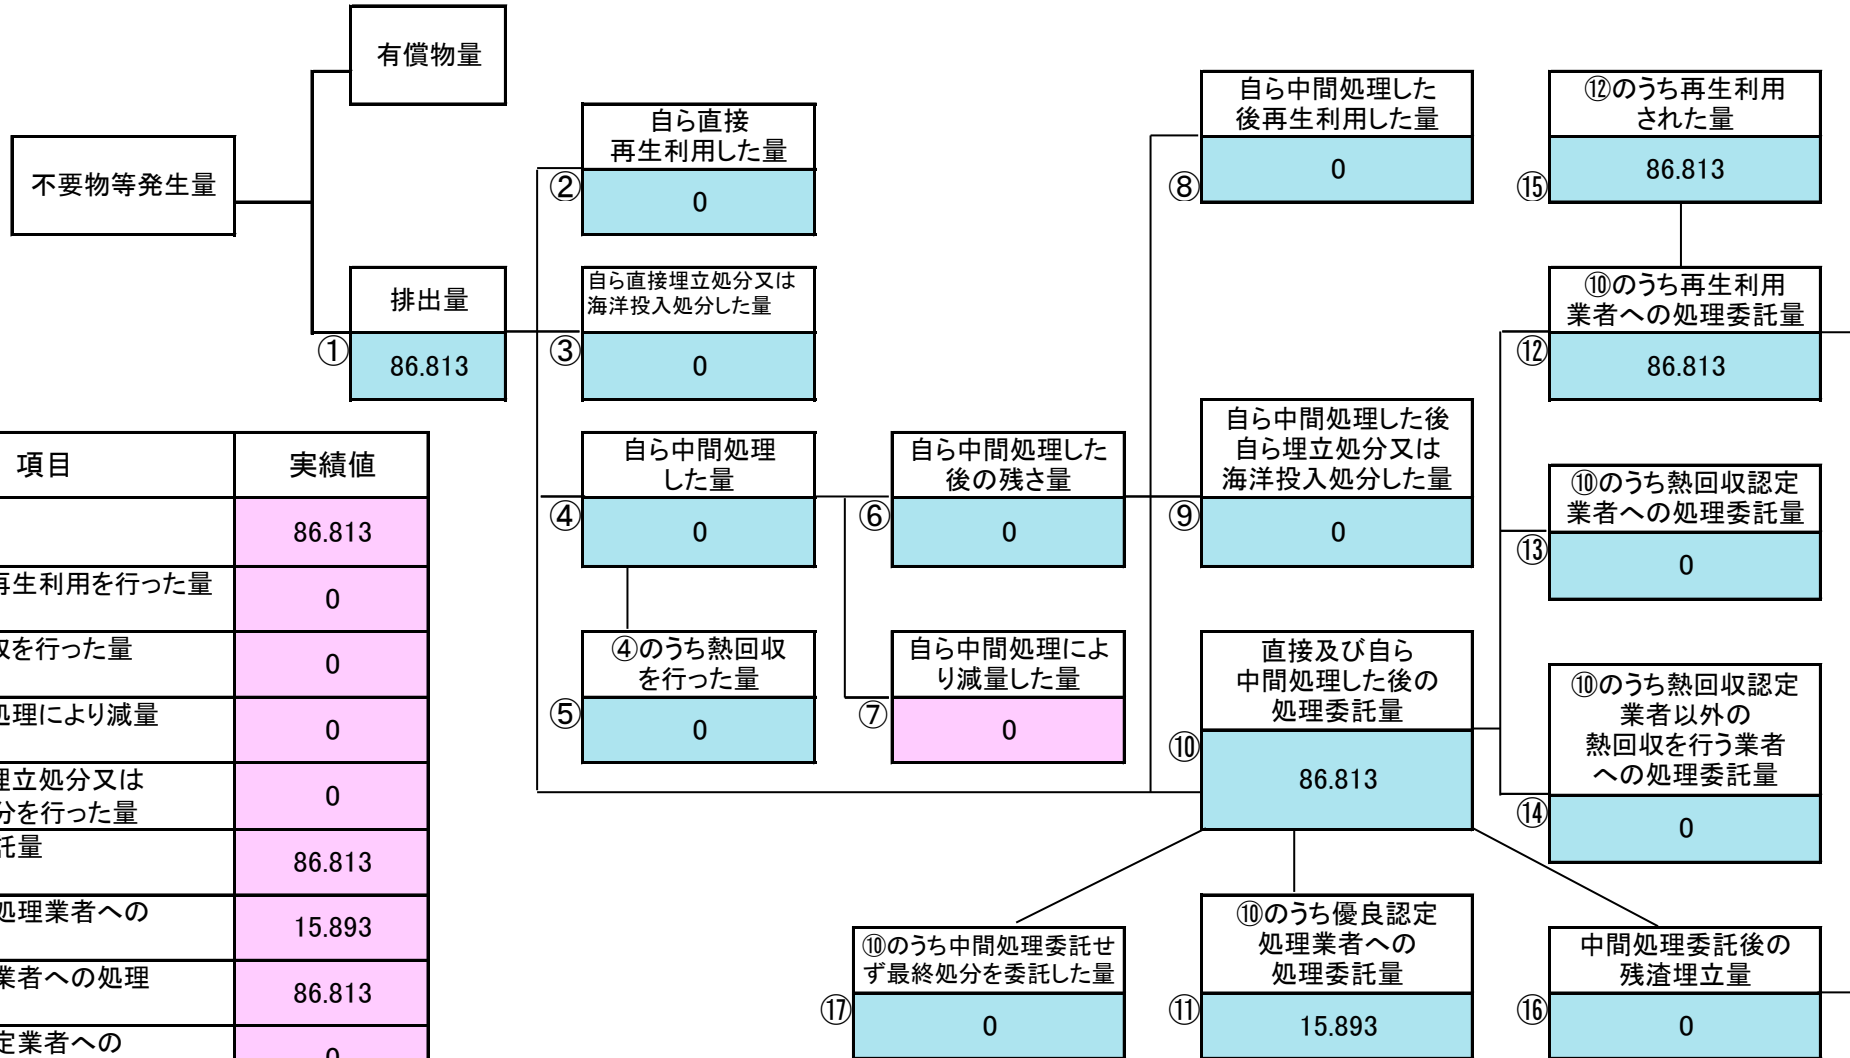 有償物量
不要物等発生量
排出量
①
86.813
自ら直接
再生利用した量
②
0
自ら直接埋立処分又は
海洋投入処分した量
③
0
自ら中間処理
した量
④
0
④のうち熱回収
を行った量
⑤
0
自ら中間処理した
後の残さ量
⑥
0
自ら中間処理によ
り減量した量
⑦
0
自ら中間処理した
後再生利用した量
⑧
0
自ら中間処理した後
自ら埋立処分又は
海洋投入処分した量
⑨
0
直接及び自ら
中間処理した後の
処理委託量
⑩
86.813
⑩のうち優良認定
処理業者への
処理委託量
⑪
15.893
⑩のうち中間処理委託せ
ず最終処分を委託した量
⑰
0
⑫のうち再生利用
された量
⑮
86.813
⑩のうち再生利用
業者への処理委託量
⑫
86.813
⑩のうち熱回収認定
業者への処理委託量
⑬
0
⑩のうち熱回収認定
業者以外の
熱回収を行う業者
への処理委託量
⑭
0
中間処理委託後の
残渣埋立量
⑯
0
項目 実績値
86.813
再生利用を行った量 0
収を行った量 0
処理により減量 0
埋立処分又は
分を行った量 0
託量 86.813
処理業者への 15.893
業者への処理 86.813
定業者への 0